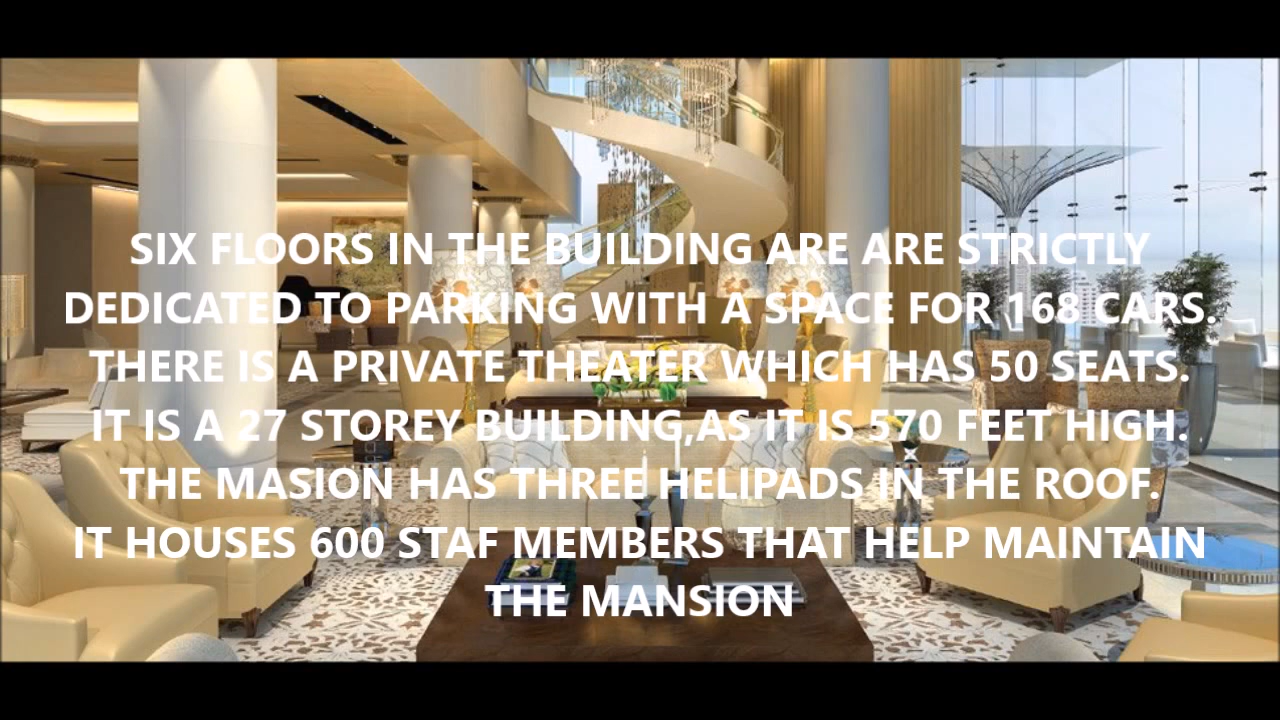 SIX FLOORS IN THE BUILDING ARE ARE STRICTLY
DEDICATED TO PARKING WITH A SPACE FOR 168 CARS.
THERE IS A PRIVATE THEATER WHICH HAS 50 SEATS.
IT IS A 27 STOREY BUILDING,AS IT IS 570 FEET HIGH.
THE MASION HAS THREE HELIPADS IN THE ROOF.
IT HOUSES 600 STAF MEMBERS THAT HELP MAINTAIN
THE MANSION